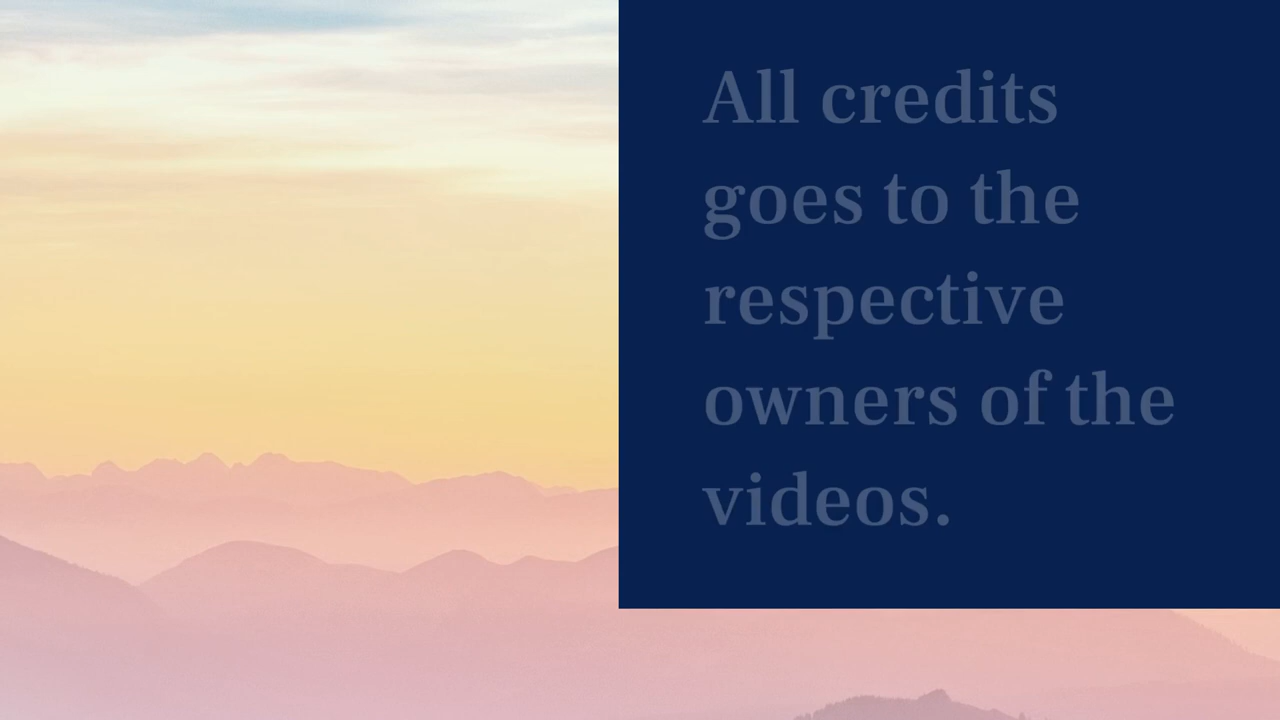 All credits
goes to the
respective
owners of the
videos.